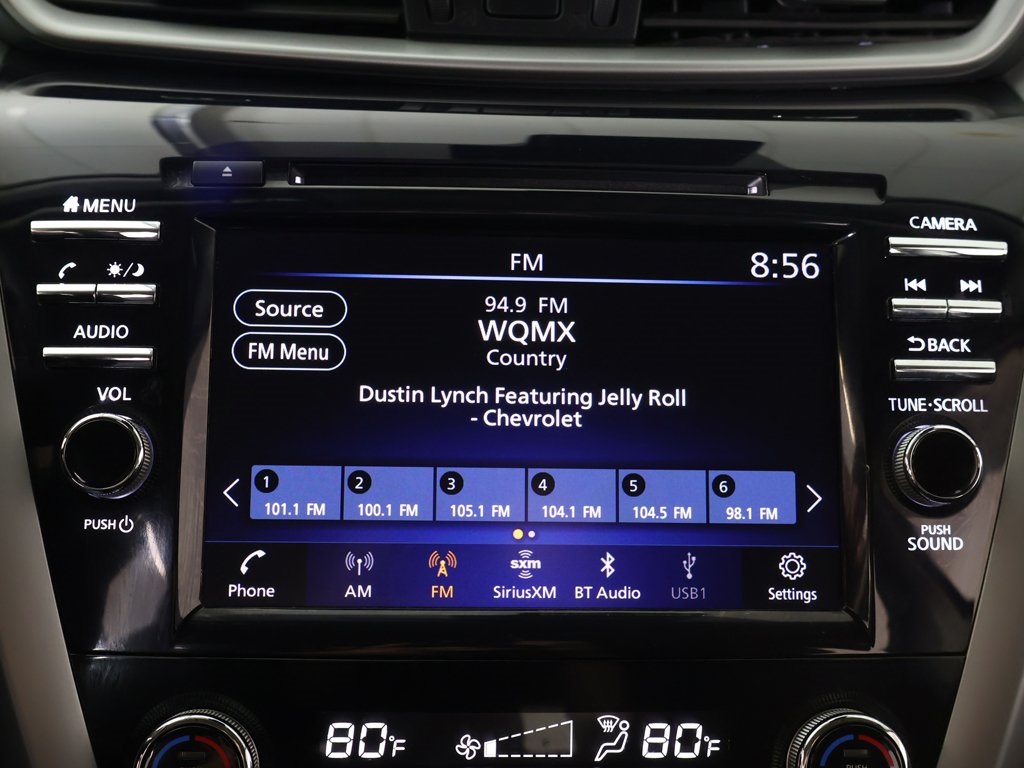 MENU
CAMERA
AUDIO
VOL
PUSH
BACK
TUNE·SCROLL
PUSH
SOUND
FM
8:56
Source
FM Menu
94.9 FM
WQMX
Country
Dustin Lynch Featuring Jelly Roll
- Chevrolet
1 2 3 4 5 6
101.1 FM 100.1 FM 105.1 FM 104.1 FM 104.5 FM 98.1 FM
sxm
Phone AM FM SiriusXM BT Audio USB1 Settings
80°F 80°F
PUSH